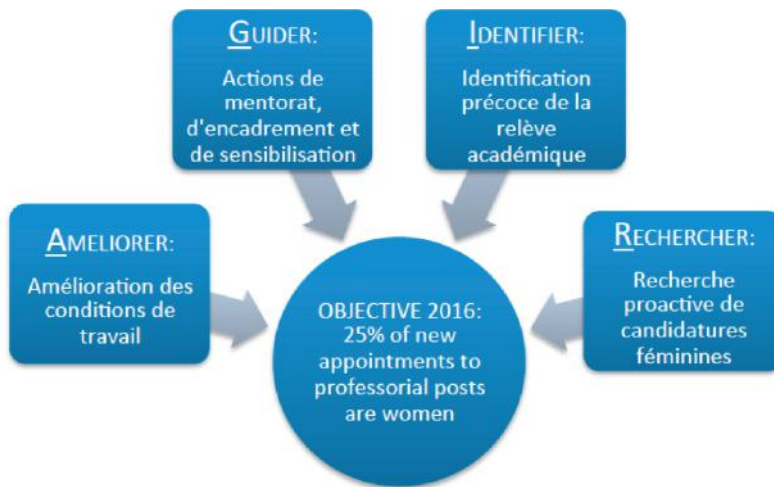 GUIDER:
Actions de
mentorat,
d'encadrement et
de sensibilisation
IDENTIFIER:
Identification
précoce de la
relève
académique
AMELIORER:
Amélioration des
conditions de
travail
RECHERCHER:
Recherche
proactive de
candidatures
féminines
OBJECTIVE 2016:
25% of new
appointments to
professorial posts
are women